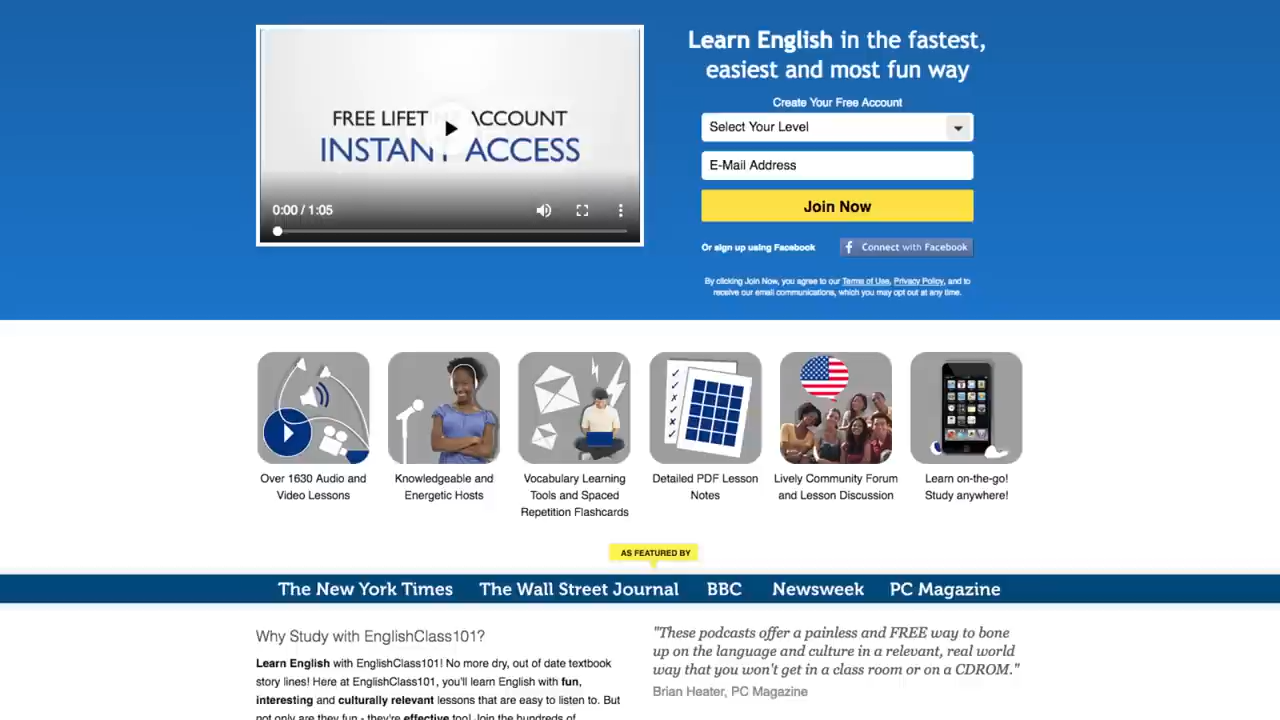 FREE LIFET ACCOUNT
INSTANT ACCESS
0:00 / 1:05
Learn English in the fastest,
easiest and most fun way
Create Your Free Account
Select Your Level
E-Mail Address
Join Now
Or sign up using Facebook
f Connect with Facebook
By clicking Join Now, you agree to our Terms of Use, Privacy Policy, and to
receive our email communications, which you may opt out at any time.
Over 1630 Audio and
Video Lessons
Knowledgeable and
Energetic Hosts
Vocabulary Learning
Tools and Spaced
Repetition Flashcards
Detailed PDF Lesson
Notes
Lively Community Forum
and Lesson Discussion
Learn on-the-go!
Study anywhere!
AS FEATURED BY
The New York Times The Wall Street Journal BBC Newsweek PC Magazine
Why Study with EnglishClass101?
Learn English with EnglishClass101! No more dry, out of date textbook
story lines! Here at EnglishClass101, you'll learn English with fun,
interesting and culturally relevant lessons that are easy to listen to. But
not only are they fun - they're effective too! Join the hundreds of
"These podcasts offer a painless and FREE way to bone
up on the language and culture in a relevant, real world
way that you won't get in a class room or on a CDROM."
Brian Heater, PC Magazine